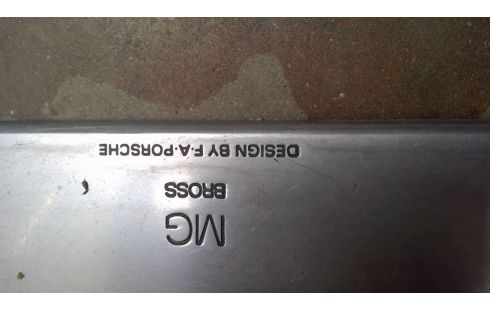 MG
BROSS
DESIGN BY F.A.PORSCHE